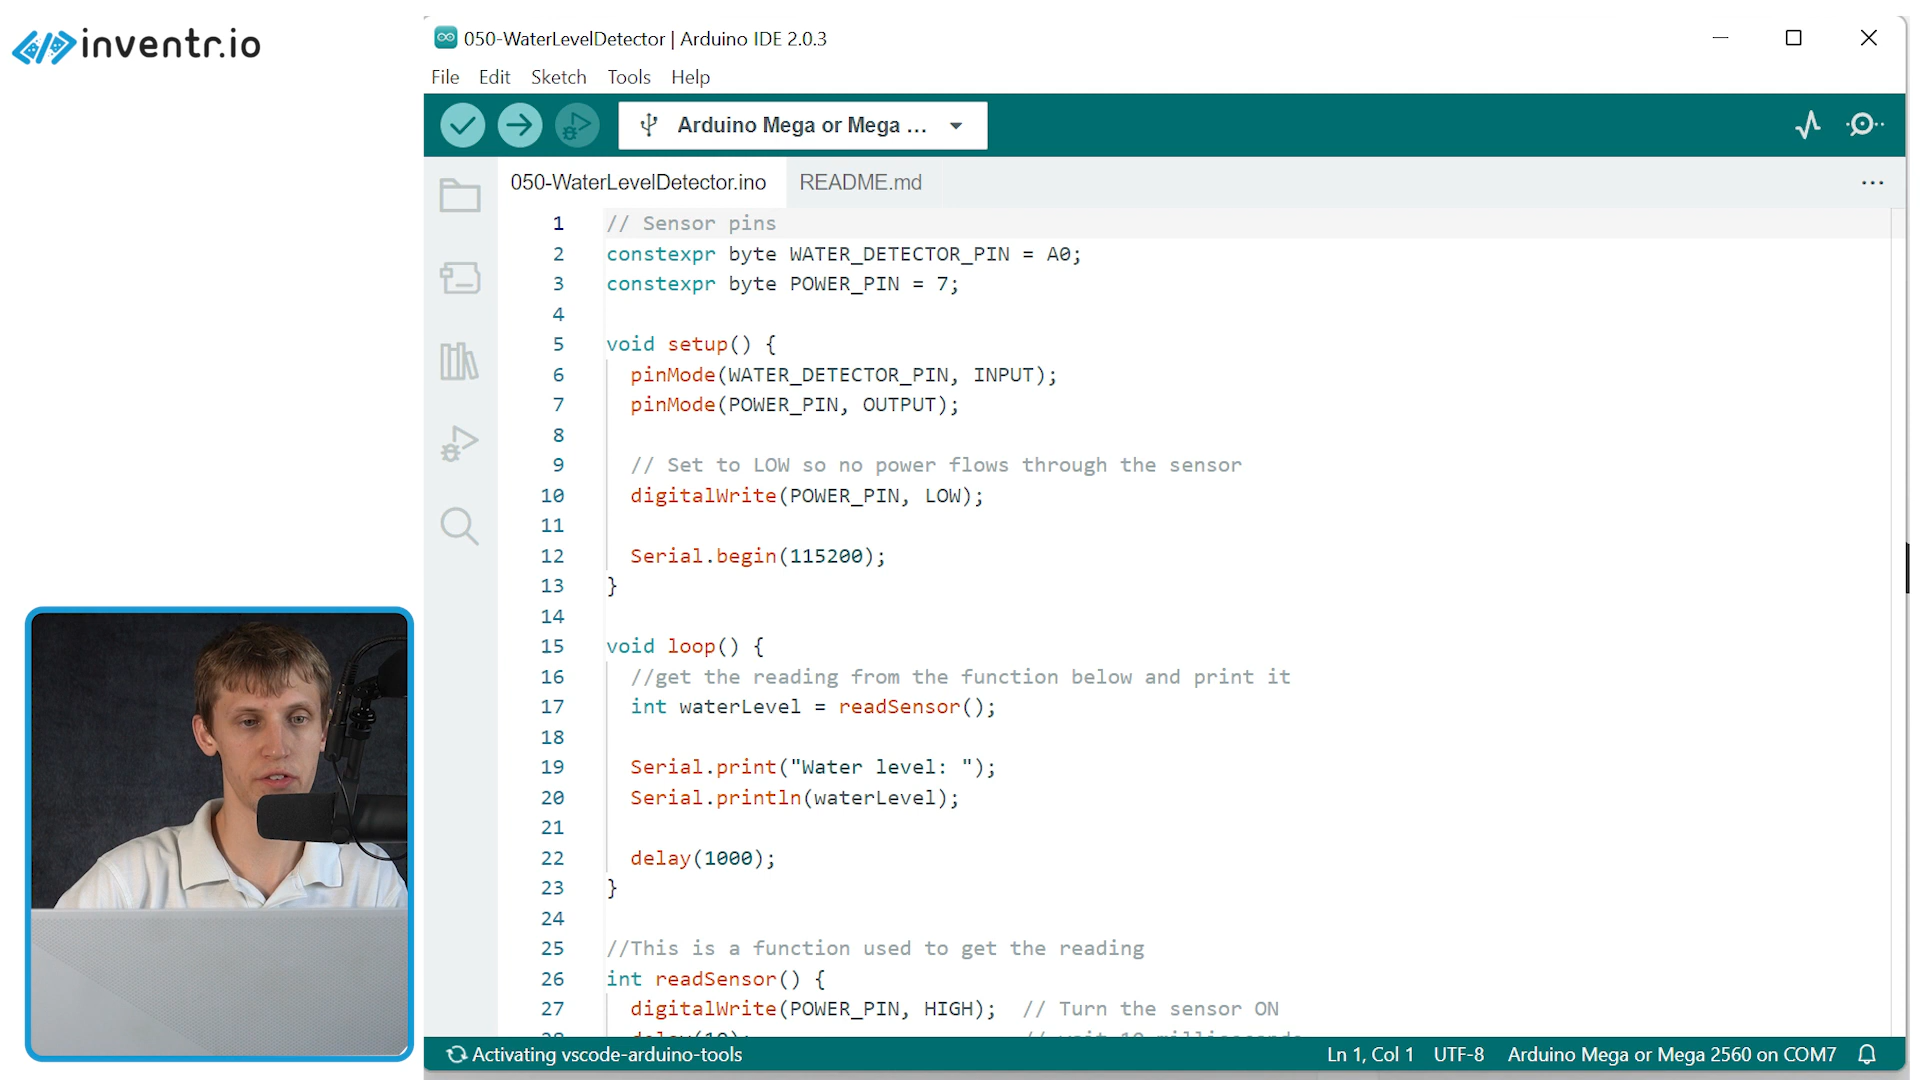 inventr.io
050-WaterLevelDetector | Arduino IDE 2.0.3
File Edit Sketch Tools Help
Arduino Mega or Mega ...
050-WaterLevelDetector.ino README.md
1 // Sensor pins
2 constexpr byte WATER_DETECTOR_PIN = A0;
3 constexpr byte POWER_PIN = 7;
4
5 void setup() {
6 pinMode(WATER_DETECTOR_PIN, INPUT);
7 pinMode(POWER_PIN, OUTPUT);
8
9 // Set to LOW so no power flows through the sensor
10 digitalWrite(POWER_PIN, LOW);
11
12 Serial.begin(115200);
13 }
14
15 void loop() {
16 //get the reading from the function below and print it
17 int waterLevel = readSensor();
18
19 Serial.print("Water level: ");
20 Serial.println(waterLevel);
21
22 delay(1000);
23 }
24
25 //This is a function used to get the reading
26 int readSensor() {
27 digitalWrite(POWER_PIN, HIGH); // Turn the sensor ON
Activating vscode-arduino-tools Ln 1, Col 1 UTF-8 Arduino Mega or Mega 2560 on COM7